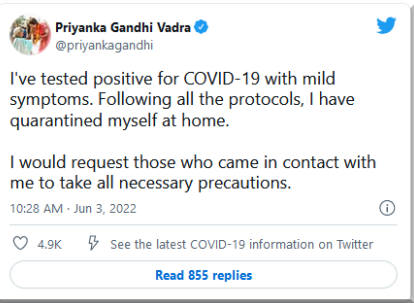 Priyanka Gandhi Vadra
@priyankagandhi
I've tested positive for COVID-19 with mild
symptoms. Following all the protocols, I have
quarantined myself at home.
I would request those who came in contact with
me to take all necessary precautions.
10:28 AM · Jun 3, 2022
4.9K See the latest COVID-19 information on Twitter
Read 855 replies